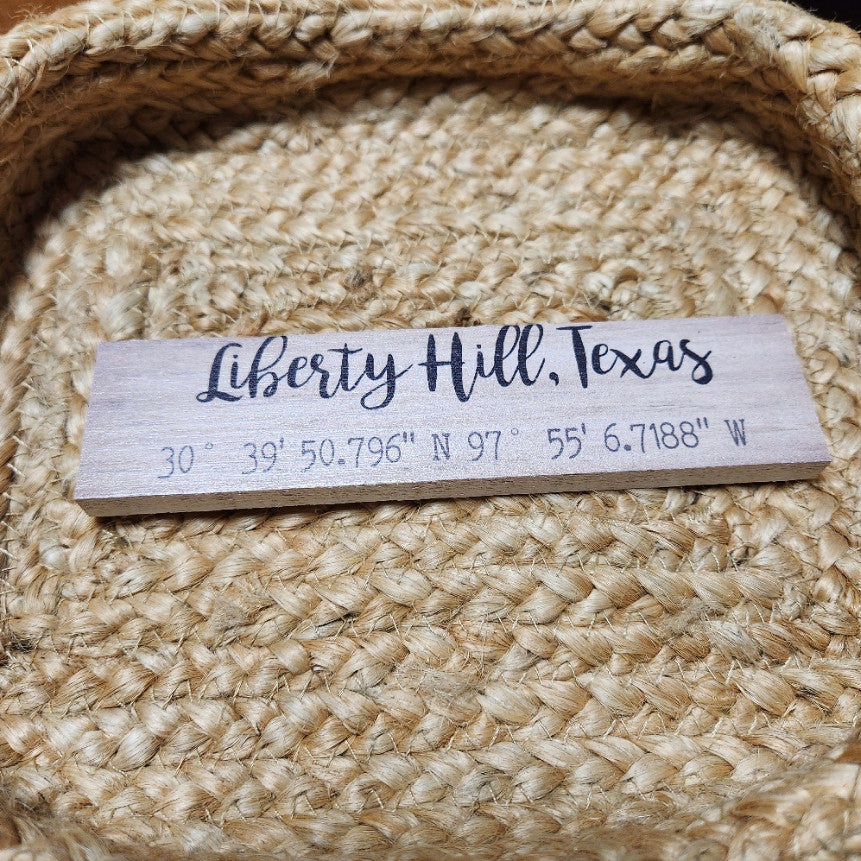 Liberty Hill, Texas
30° 39' 50.796" N 97° 55' 6.7188" W